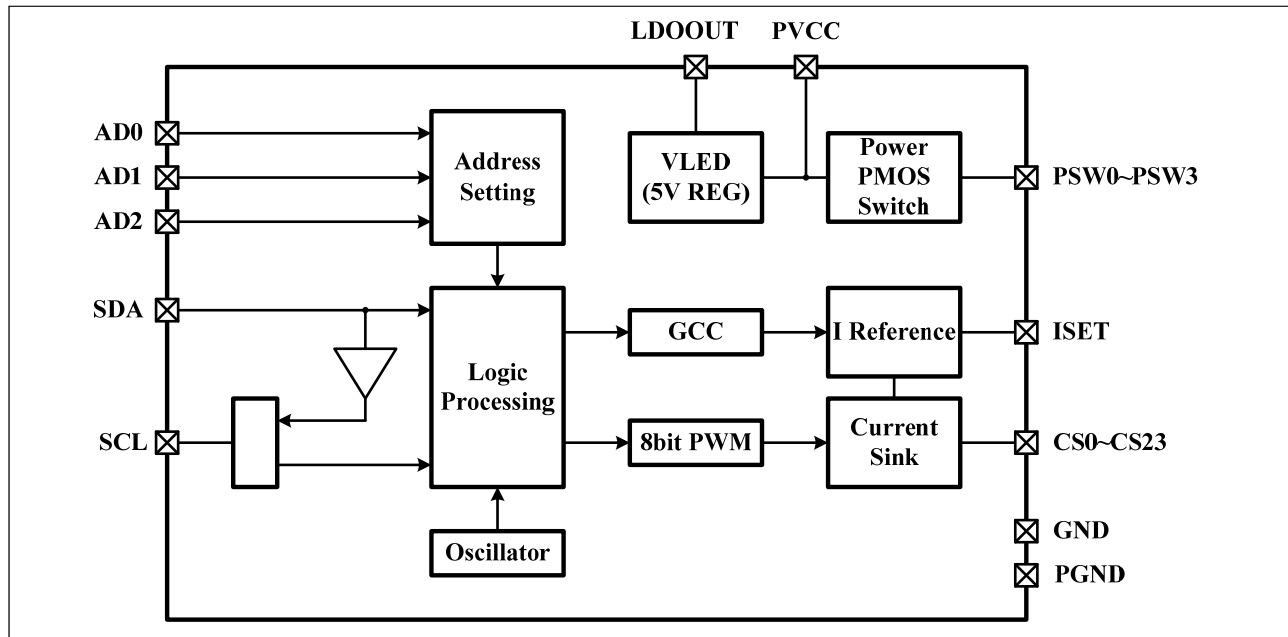 LDOOUT
PVCC
AD0
AD1
AD2
Address
Setting
VLED
(5V REG)
Power
PMOS
Switch
PSW0~PSW3
SDA
GCC
I Reference
ISET
Logic
Processing
SCL
8bit PWM
Current
Sink
CS0~CS23
Oscillator
GND
PGND